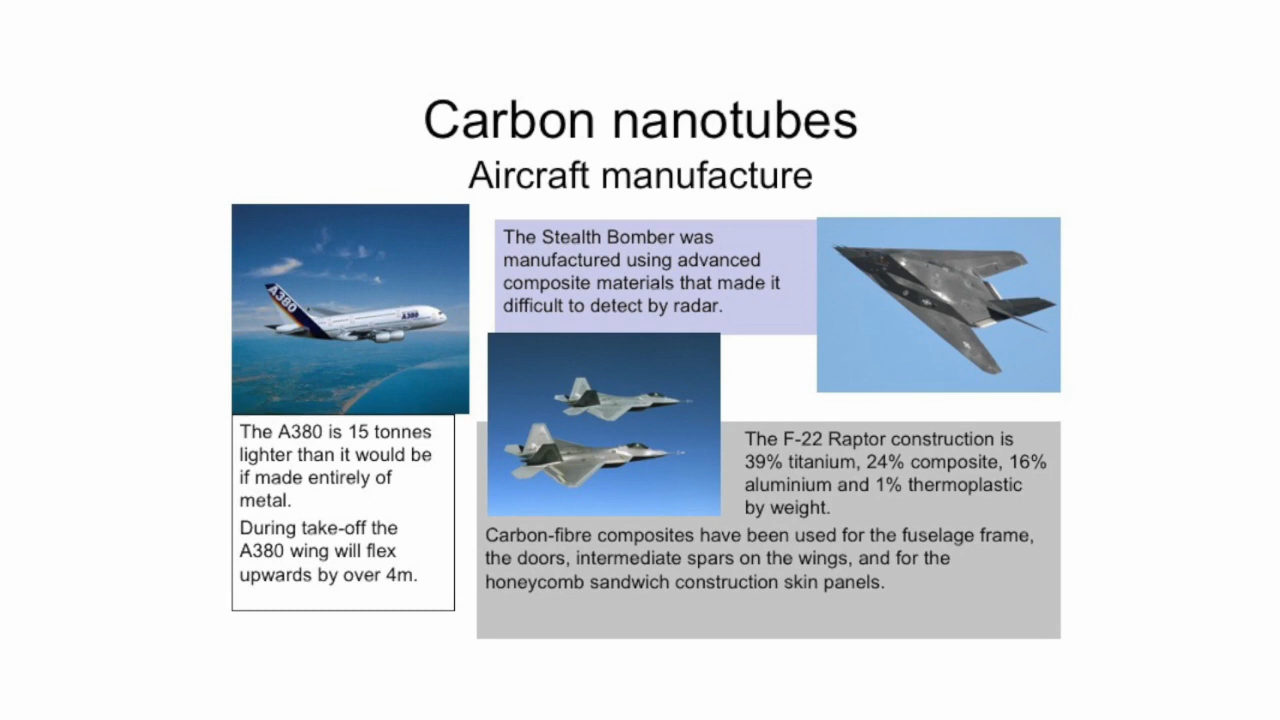 Carbon nanotubes
Aircraft manufacture
A380
A380
The A380 is 15 tonnes
lighter than it would be
if made entirely of
metal.
During take-off the
A380 wing will flex
upwards by over 4m.
The Stealth Bomber was
manufactured using advanced
composite materials that made it
difficult to detect by radar.
The F-22 Raptor construction is
39% titanium, 24% composite, 16%
aluminium and 1% thermoplastic
by weight.
Carbon-fibre composites have been used for the fuselage frame,
the doors, intermediate spars on the wings, and for the
honeycomb sandwich construction skin panels.